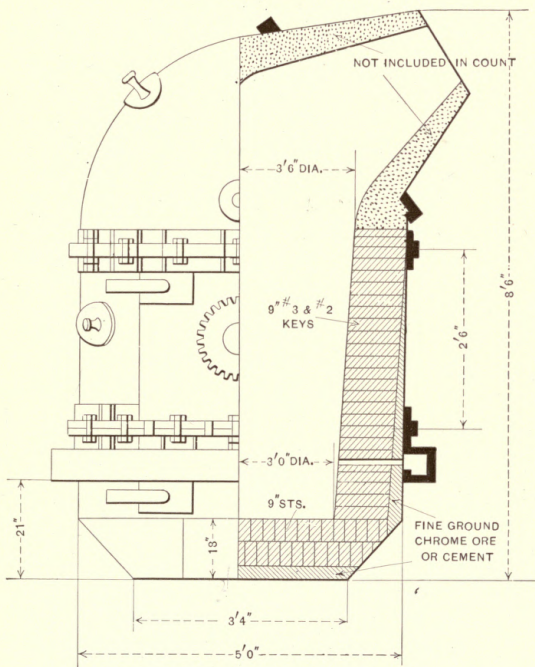 NOT INCLUDED IN COUNT
3'6" DIA.
8'6"
9" #3 & #2
KEYS
2'6"
3'0" DIA.
9" STS.
21"
18"
FINE GROUND
CHROME ORE
OR CEMENT
3'4"
5'0"